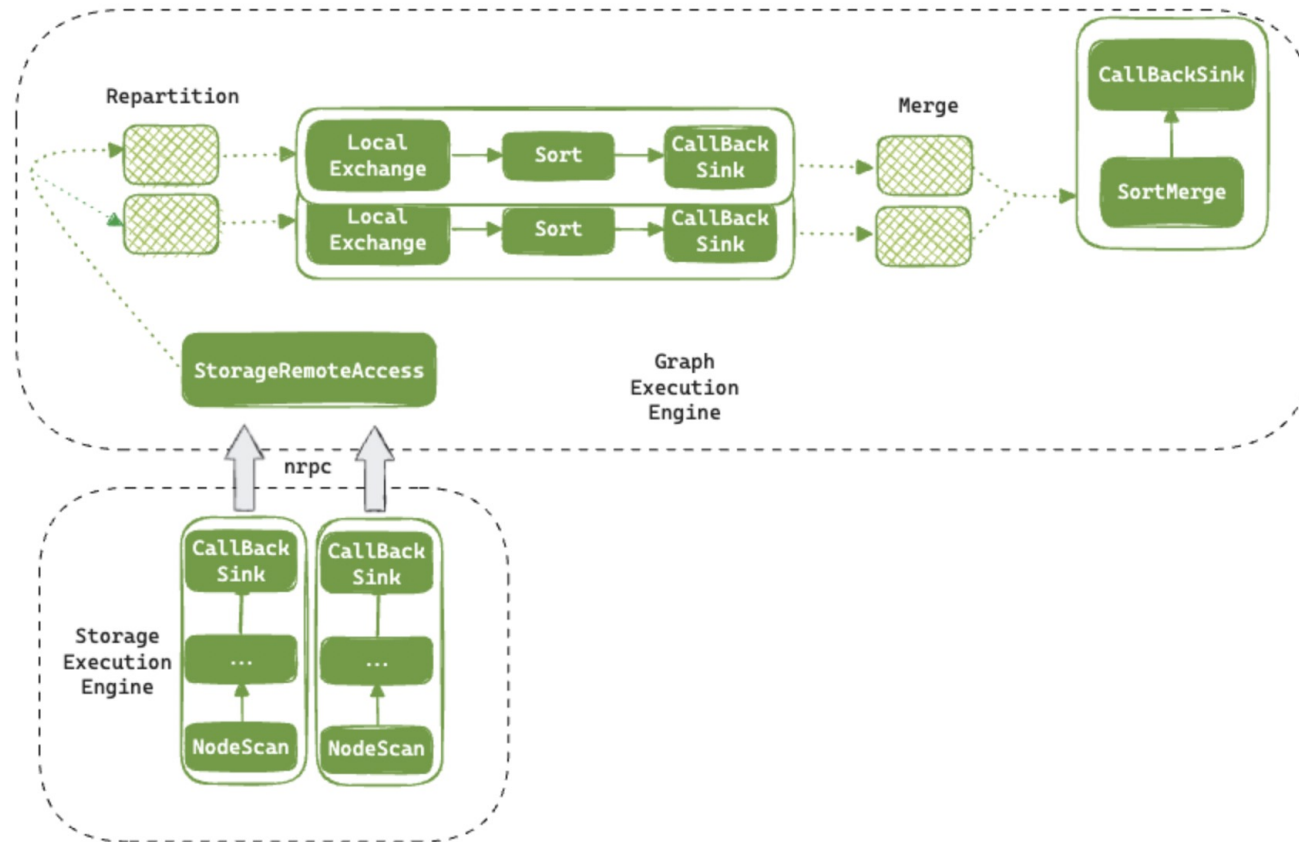 Repartition
Local
Exchange
Sort
CallBack
Sink
Local
Exchange
Sort
CallBack
Sink
Merge
CallBackSink
SortMerge
StorageRemoteAccess
Graph
Execution
Engine
nrpc
Storage
Execution
Engine
CallBack
Sink
...
NodeScan
CallBack
Sink
...
NodeScan